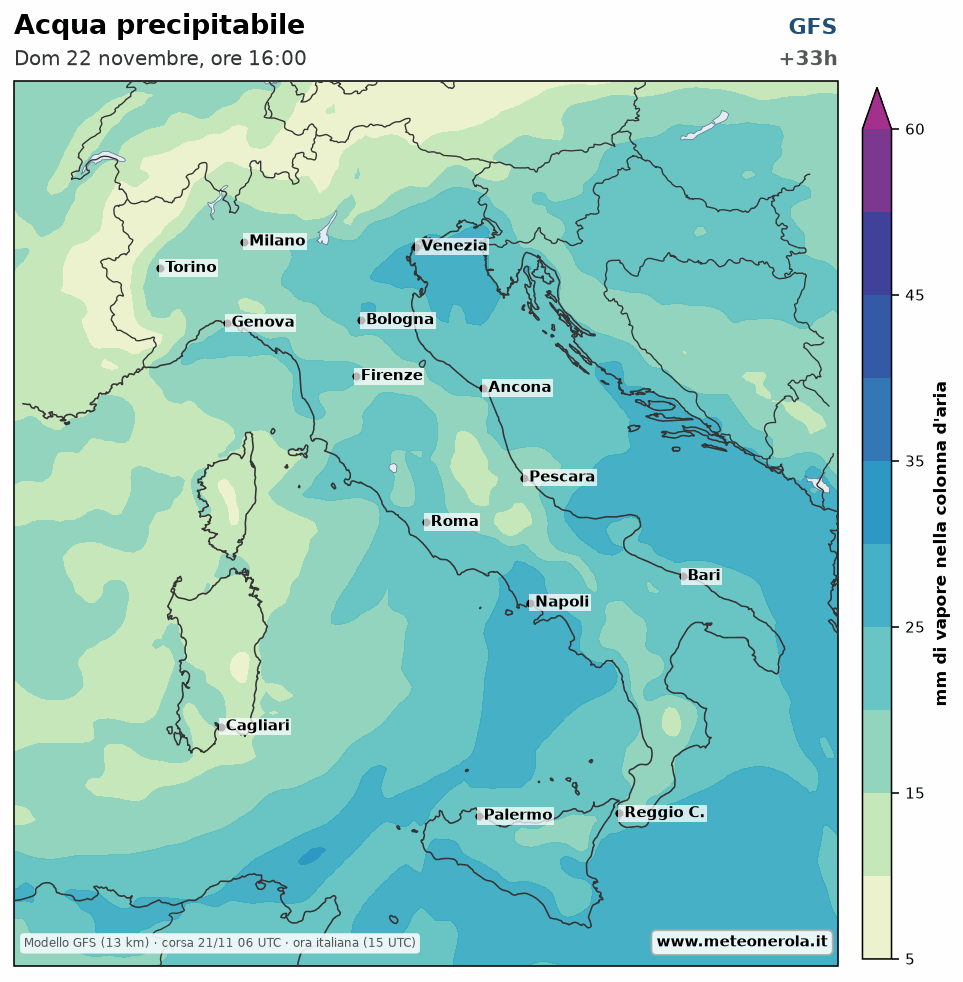 Acqua precipitabile
GFS
Dom 22 novembre, ore 16:00
+33h
60
45
35
25
15
5
mm di vapore nella colonna d'aria
Milano
Venezia
Torino
Genova
Bologna
Firenze
Ancona
Pescara
Roma
Bari
Napoli
Cagliari
Palermo
Reggio C.
Modello GFS (13 km) · corsa 21/11 06 UTC · ora italiana (15 UTC)
www.meteonerola.it